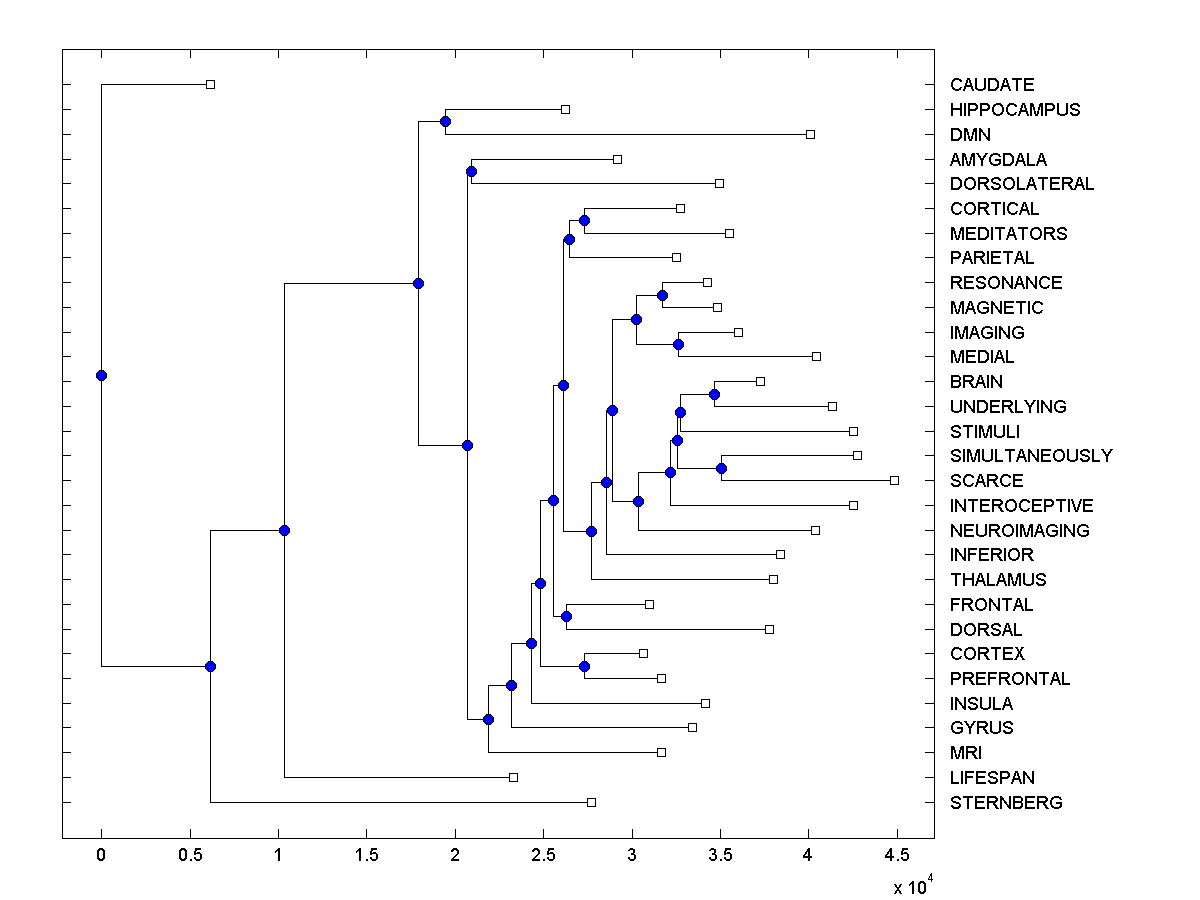 CAUDATE
HIPPOCAMPUS
DMN
AMYGDALA
DORSOLATERAL
CORTICAL
MEDITATORS
PARIETAL
RESONANCE
MAGNETIC
IMAGING
MEDIAL
BRAIN
UNDERLYING
STIMULI
SIMULTANEOUSLY
SCARCE
INTEROCEPTIVE
NEUROIMAGING
INFERIOR
THALAMUS
FRONTAL
DORSAL
CORTEX
PREFRONTAL
INSULA
GYRUS
MRI
LIFESPAN
STERNBERG
0 0.5 1 1.5 2 2.5 3 3.5 4 4.5
x 10^4